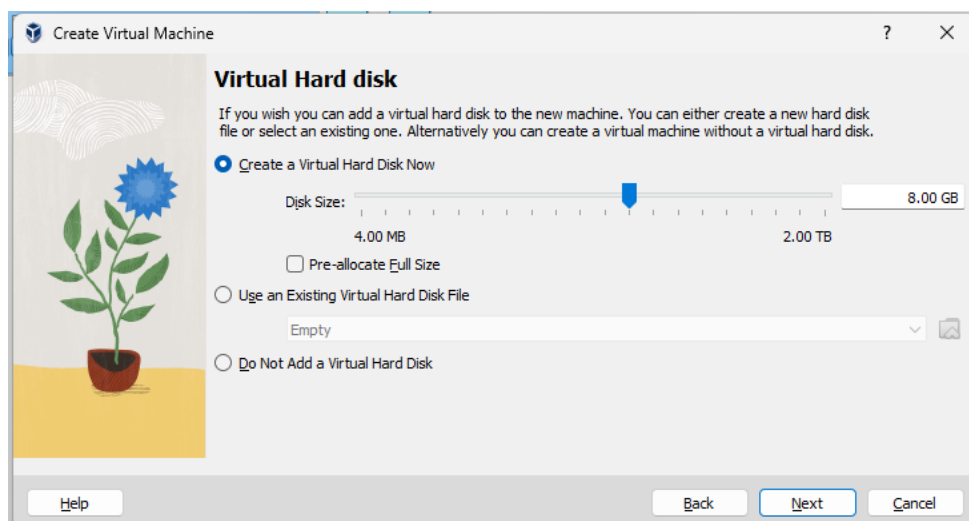 Create Virtual Machine
?
Virtual Hard disk
If you wish you can add a virtual hard disk to the new machine. You can either create a new hard disk
file or select an existing one. Alternatively you can create a virtual machine without a virtual hard disk.
Create a Virtual Hard Disk Now
Disk Size:
8.00 GB
4.00 MB
2.00 TB
Pre-allocate Full Size
Use an Existing Virtual Hard Disk File
Empty
Do Not Add a Virtual Hard Disk
Help
Back
Next
Cancel